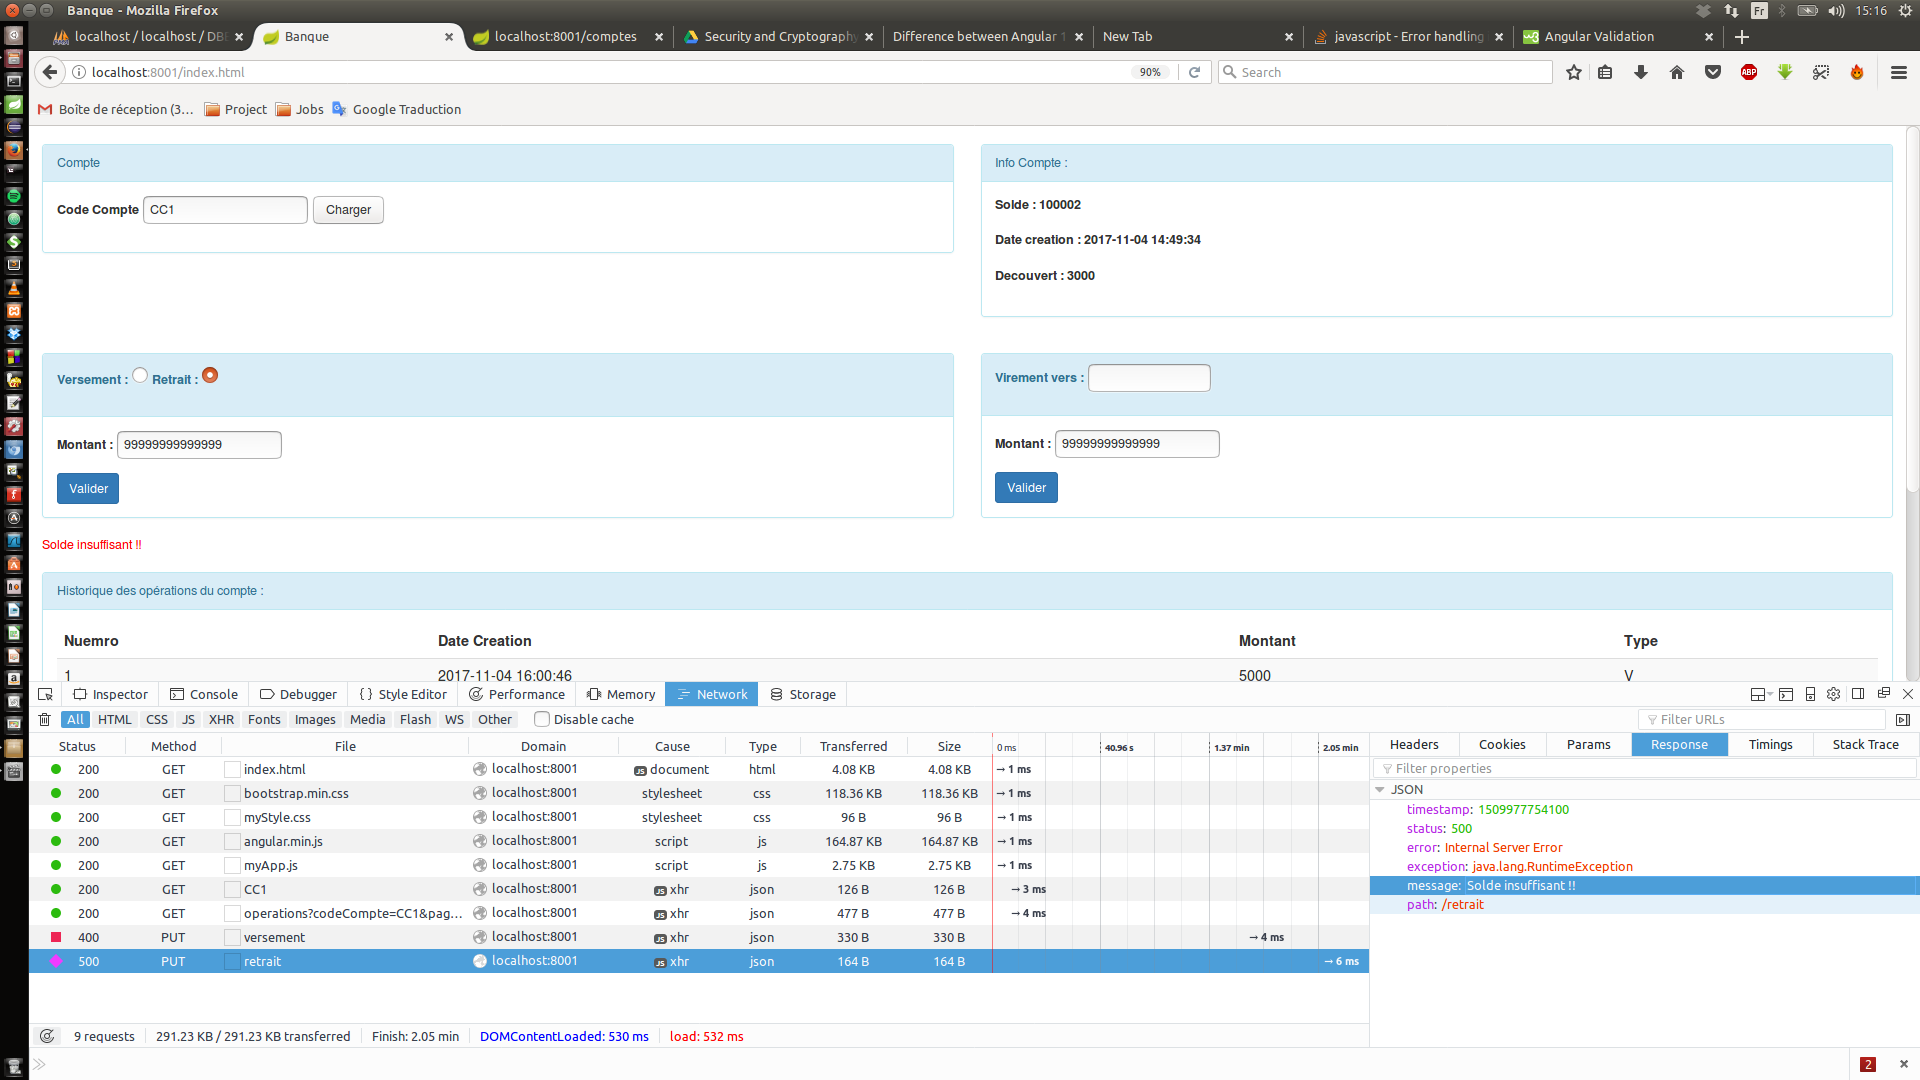 Banque - Mozilla Firefox
Fr
15:16
localhost / localhost / DB
Banque
localhost:8001/comptes
Security and Cryptography
Difference between Angular 1
New Tab
javascript - Error handling
Angular Validation
localhost:8001/index.html
90%
Search
ABP
Boîte de réception (3...
Project
Jobs
Google Traduction
Compte
Code Compte CC1 Charger
Info Compte :
Solde : 100002
Date creation : 2017-11-04 14:49:34
Decouvert : 3000
Versement : Retrait :
Montant : 99999999999999
Valider
Virement vers :
Montant : 99999999999999
Valider
Solde insuffisant !!
Historique des opérations du compte :
Nuemro Date Creation Montant Type
1 2017-11-04 16:00:46 5000 V
Inspector Console Debugger Style Editor Performance Memory Network Storage
All HTML CSS JS XHR Fonts Images Media Flash WS Other Disable cache Filter URLs
Status Method File Domain Cause Type Transferred Size 0 ms 40.96 s 1.37 min 2.05 min
200 GET index.html localhost:8001 JS document html 4.08 KB 4.08 KB → 1 ms
200 GET bootstrap.min.css localhost:8001 stylesheet css 118.36 KB 118.36 KB → 1 ms
200 GET myStyle.css localhost:8001 stylesheet css 96 B 96 B → 1 ms
200 GET angular.min.js localhost:8001 script js 164.87 KB 164.87 KB → 1 ms
200 GET myApp.js localhost:8001 script js 2.75 KB 2.75 KB → 1 ms
200 GET CC1 localhost:8001 JS xhr json 126 B 126 B → 3 ms
200 GET operations?codeCompte=CC1&pag... localhost:8001 JS xhr json 477 B 477 B → 4 ms
400 PUT versement localhost:8001 JS xhr json 330 B 330 B → 4 ms
500 PUT retrait localhost:8001 JS xhr json 164 B 164 B → 6 ms
Headers Cookies Params Response Timings Stack Trace
Filter properties
JSON
timestamp: 1509977754100
status: 500
error: Internal Server Error
exception: java.lang.RuntimeException
message: Solde insuffisant !!
path: /retrait
9 requests 291.23 KB / 291.23 KB transferred Finish: 2.05 min DOMContentLoaded: 530 ms load: 532 ms
2